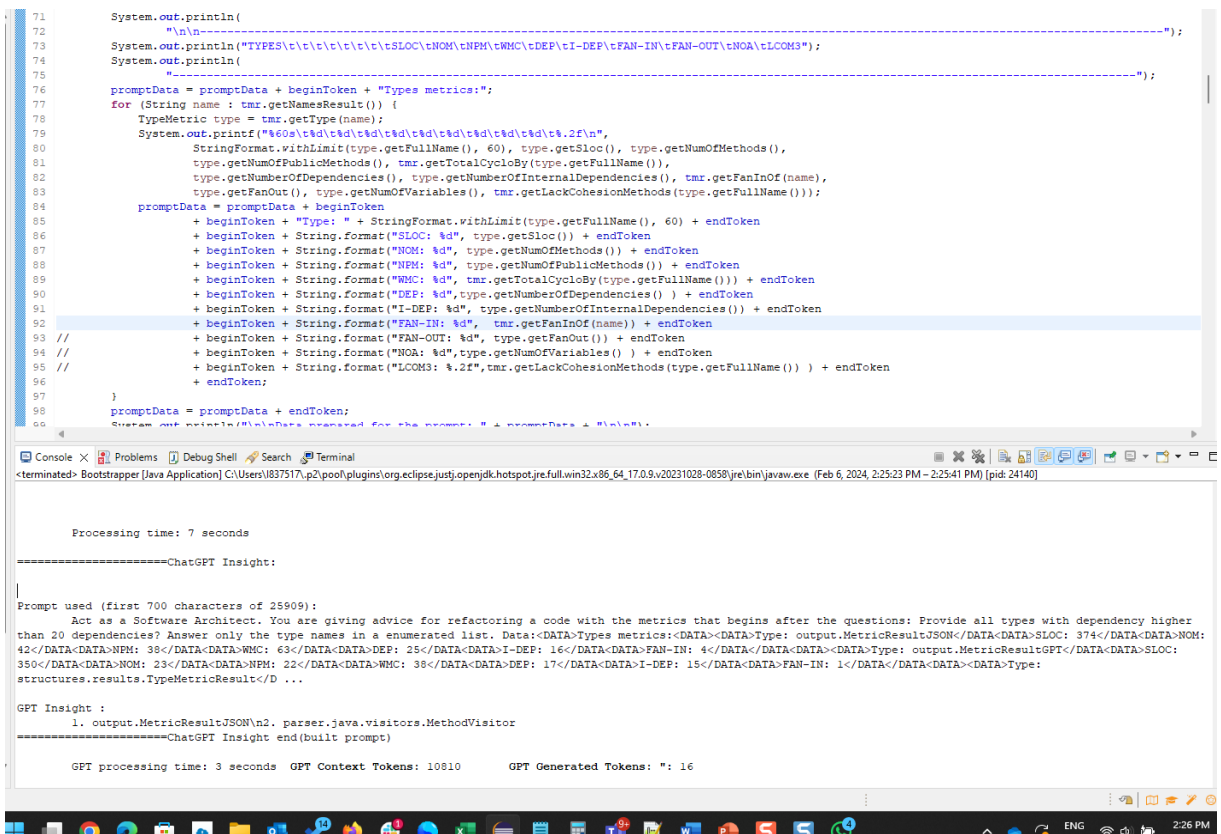 71 System.out.println(
72 "\n\n----------------------------------------------------------------------------------------------------------------------------------------------");
73 System.out.println("TYPES\t\t\t\t\t\t\t\tSLOC\tNOM\tNPM\tWMC\tDEP\tI-DEP\tFAN-IN\tFAN-OUT\tNOA\tLCOM3");
74 System.out.println(
75 "----------------------------------------------------------------------------------------------------------------------------------------------");
76 promptData = promptData + beginToken + "Types metrics:";
77 for (String name : tmr.getNamesResult()) {
78 TypeMetric type = tmr.getType(name);
79 System.out.printf("%60s\t%d\t%d\t%d\t%d\t%d\t%d\t%d\t%d\t%d\t%.2f\n",
80 StringFormat.withLimit(type.getFullName(), 60), type.getSloc(), type.getNumOfMethods(),
81 type.getNumOfPublicMethods(), tmr.getTotalCycloBy(type.getFullName()),
82 type.getNumberOfDependencies(), type.getNumberOfInternalDependencies(), tmr.getFanInOf(name),
83 type.getFanOut(), type.getNumOfVariables(), tmr.getLackCohesionMethods(type.getFullName()));
84 promptData = promptData + beginToken
85 + beginToken + "Type: " + StringFormat.withLimit(type.getFullName(), 60) + endToken
86 + beginToken + String.format("SLOC: %d", type.getSloc()) + endToken
87 + beginToken + String.format("NOM: %d", type.getNumOfMethods()) + endToken
88 + beginToken + String.format("NPM: %d", type.getNumOfPublicMethods()) + endToken
89 + beginToken + String.format("WMC: %d", tmr.getTotalCycloBy(type.getFullName())) + endToken
90 + beginToken + String.format("DEP: %d",type.getNumberOfDependencies() ) + endToken
91 + beginToken + String.format("I-DEP: %d", type.getNumberOfInternalDependencies()) + endToken
92 + beginToken + String.format("FAN-IN: %d",  tmr.getFanInOf(name)) + endToken
93 // + beginToken + String.format("FAN-OUT: %d", type.getFanOut()) + endToken
94 // + beginToken + String.format("NOA: %d",type.getNumOfVariables() ) + endToken
95 // + beginToken + String.format("LCOM3: %.2f",tmr.getLackCohesionMethods(type.getFullName()) ) + endToken
96 + endToken;
97 }
98 promptData = promptData + endToken;
99 System.out.println("\n\nData prepared for the prompt: " + promptData + "\n\n");
Console Problems Debug Shell Search Terminal
<terminated> Bootstrapper [Java Application] C:\Users\I837517\.p2\pool\plugins\org.eclipse.justj.openjdk.hotspot.jre.full.win32.x86_64_17.0.9.v20231028-0858\jre\bin\javaw.exe (Feb 6, 2024, 2:25:23 PM – 2:25:41 PM) [pid: 24140]
Processing time: 7 seconds
======================ChatGPT Insight:
Prompt used (first 700 characters of 25909):
Act as a Software Architect. You are giving advice for refactoring a code with the metrics that begins after the questions: Provide all types with dependency higher
than 20 dependencies? Answer only the type names in a enumerated list. Data:<DATA>Types metrics:<DATA><DATA>Type: output.MetricResultJSON</DATA<DATA>SLOC: 374</DATA<DATA>NOM:
42</DATA<DATA>NPM: 38</DATA<DATA>WMC: 63</DATA<DATA>DEP: 25</DATA<DATA>I-DEP: 16</DATA<DATA>FAN-IN: 4</DATA</DATA<DATA><DATA>Type: output.MetricResultGPT</DATA<DATA>SLOC:
350</DATA<DATA>NOM: 23</DATA<DATA>NPM: 22</DATA<DATA>WMC: 38</DATA<DATA>DEP: 17</DATA<DATA>I-DEP: 15</DATA<DATA>FAN-IN: 1</DATA</DATA<DATA><DATA>Type:
structures.results.TypeMetricResult</D ...
GPT Insight :
1. output.MetricResultJSON\n2. parser.java.visitors.MethodVisitor
======================ChatGPT Insight end(built prompt)
GPT processing time: 3 seconds GPT Context Tokens: 10810 GPT Generated Tokens: ": 16
14 1 9+ 4 ENG 2:26 PM